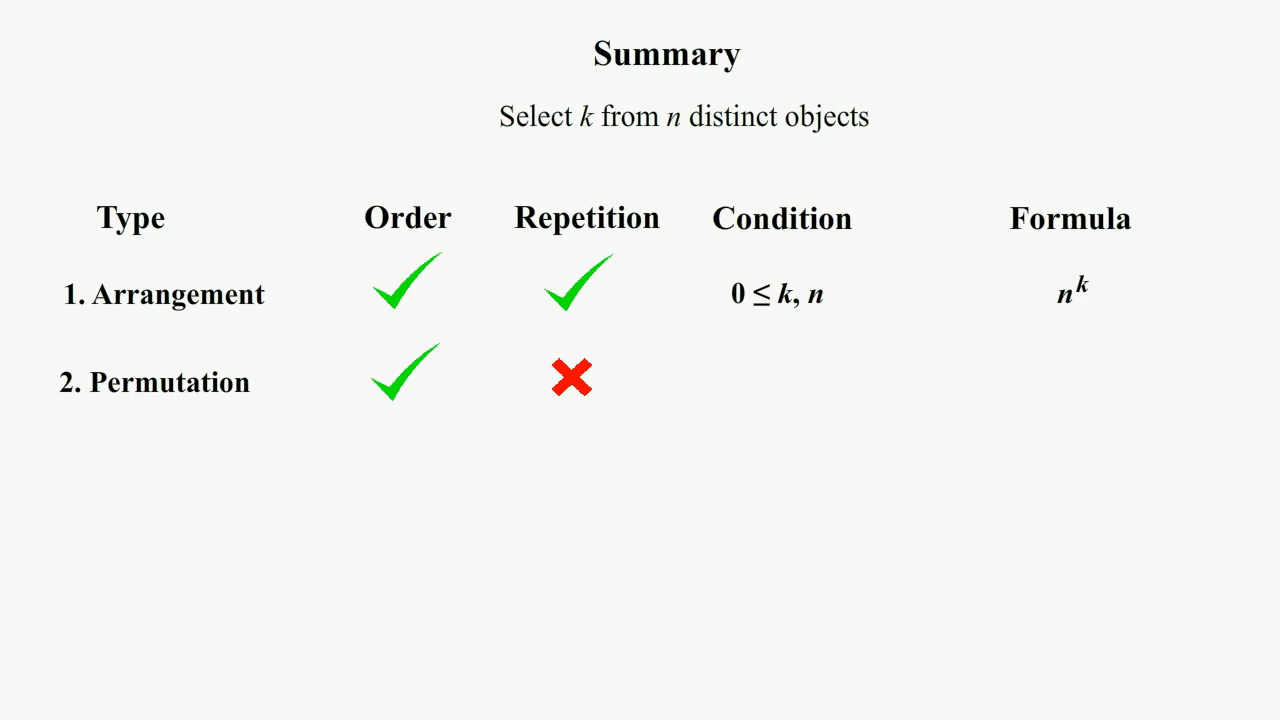 Summary
Select k from n distinct objects
Type Order Repetition Condition Formula
1. Arrangement 0 ≤ k, n n^k
2. Permutation